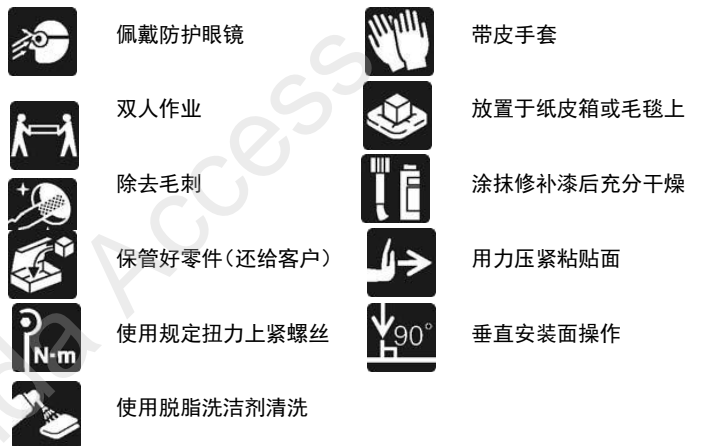 佩戴防护眼镜
带皮手套
双人作业
放置于纸皮箱或毛毯上
除去毛刺
涂抹修补漆后充分干燥
保管好零件（还给客户）
用力压紧粘贴面
N·m
使用规定扭力上紧螺丝
90°
垂直安装面操作
使用脱脂洗洁剂清洗
da Access